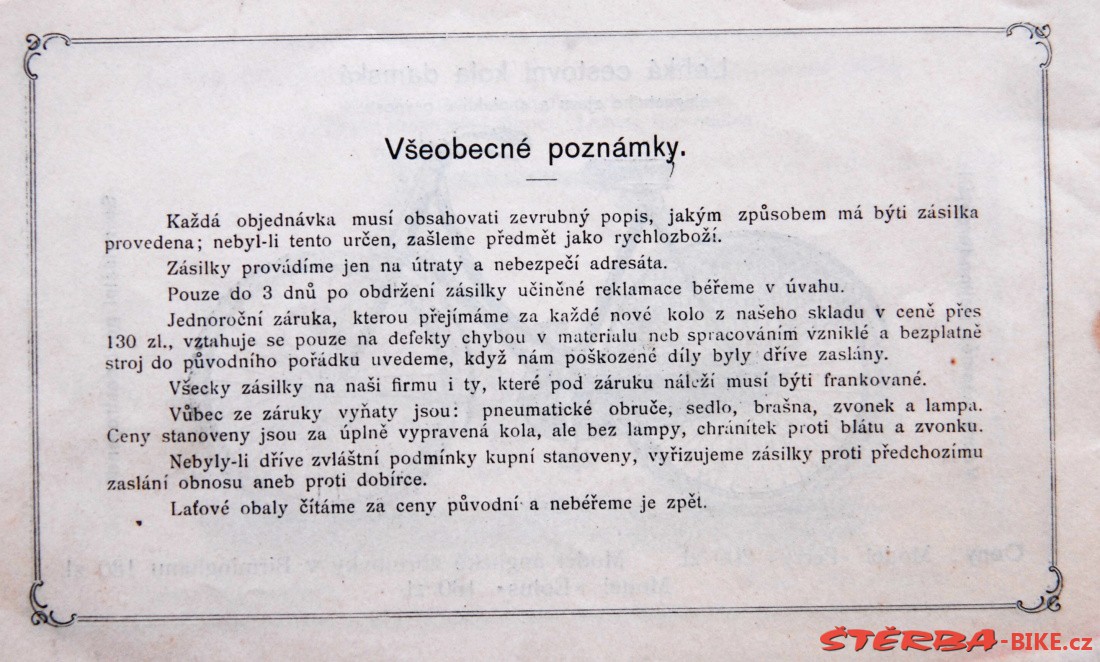 Všeobecné poznámky.
Každá objednávka musí obsahovati zevrubný popis, jakým způsobem má býti zásilka
provedena; nebyl-li tento určen, zašleme předmět jako rychlozboží.
Zásilky provádíme jen na útraty a nebezpečí adresáta.
Pouze do 3 dnů po obdržení zásilky učiněné reklamace béřeme v úvahu.
Jednoroční záruka, kterou přejímáme za každé nové kolo z našeho skladu v ceně přes
130 zl., vztahuje se pouze na defekty chybou v materialu neb spracováním vzniklé a bezplatně
stroj do původního pořádku uvedeme, když nám poškozené díly byly dříve zaslány.
Všecky zásilky na naši firmu i ty, které pod záruku náleží musí býti frankované.
Vůbec ze záruky vyňaty jsou: pneumatické obruče, sedlo, brašna, zvonek a lampa.
Ceny stanoveny jsou za úplně vypravená kola, ale bez lampy, chránítek proti blátu a zvonku.
Nebyly-li dříve zvláštní podmínky kupní stanoveny, vyřizujeme zásilky proti předchozímu
zaslání obnosu aneb proti dobírce.
Laťové obaly čítáme za ceny původní a nebéřeme je zpět.
ŠTĚRBA-BIKE.cz